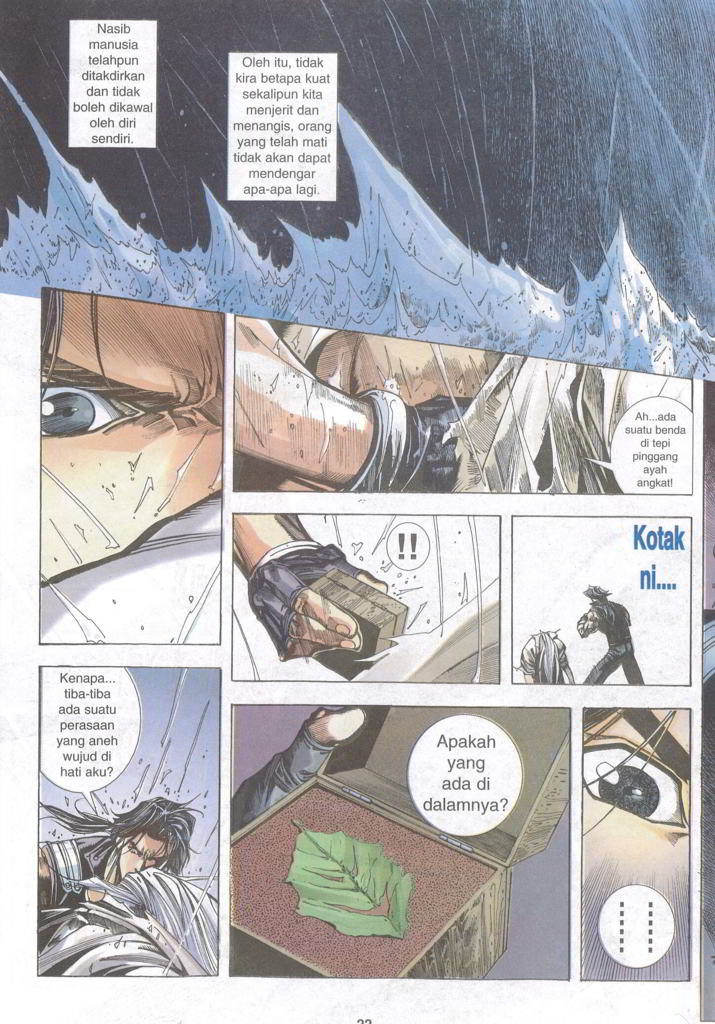 Nasib
manusia
telahpun
ditakdirkan
dan tidak
boleh dikawal
oleh diri
sendiri.
Oleh itu, tidak
kira betapa kuat
sekalipun kita
menjerit dan
menangis, orang
yang telah mati
tidak akan dapat
mendengar
apa-apa lagi.
Ah...ada
suatu benda
di tepi
pinggang
ayah
angkat!
!!
Kotak
ni....
Kenapa...
tiba-tiba
ada suatu
perasaan
yang aneh
wujud di
hati aku?
Apakah
yang
ada di
dalamnya?